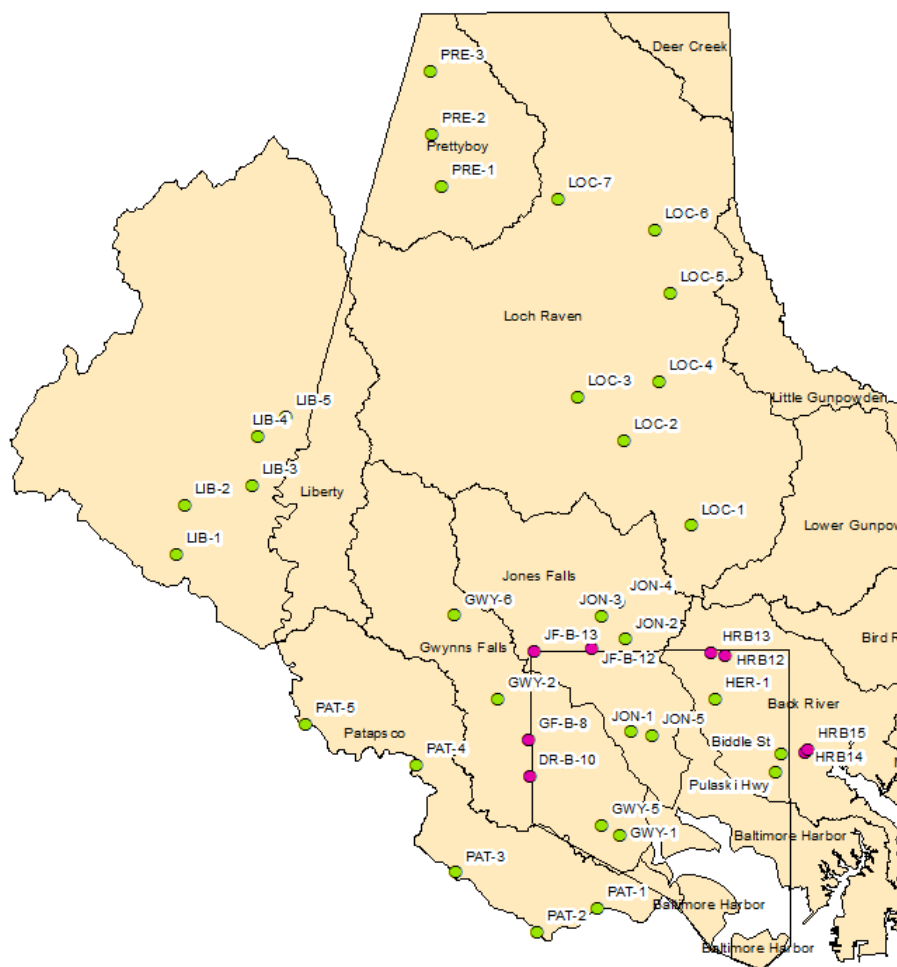 Deer Creek
PRE-3
PRE-2
Prettyboy
PRE-1
LOC-7
LOC-6
LOC-5
Loch Raven
LOC-4
LOC-3
Little Gunpowder
LIB-5
LIB-4
LOC-2
LIB-3
Liberty
LIB-2
LOC-1
Lower Gunpow
LIB-1
Jones Falls
JON-4
JON-3
GWY-6
JON-2
Bird R
JF-B-13
HRB13
Gwynns Falls
JF-B-12
HRB12
HER-1
GWY-2
Back River
PAT-5
GF-B-8
JON-1
JON-5
Patapsco
Biddle St
HRB15
PAT-4
DR-B-10
HRB14
Pulaski Hwy
GWY-5
GWY-1
Baltimore Harbor
PAT-3
PAT-1
Baltimore Harbor
PAT-2
Baltimore Harbor